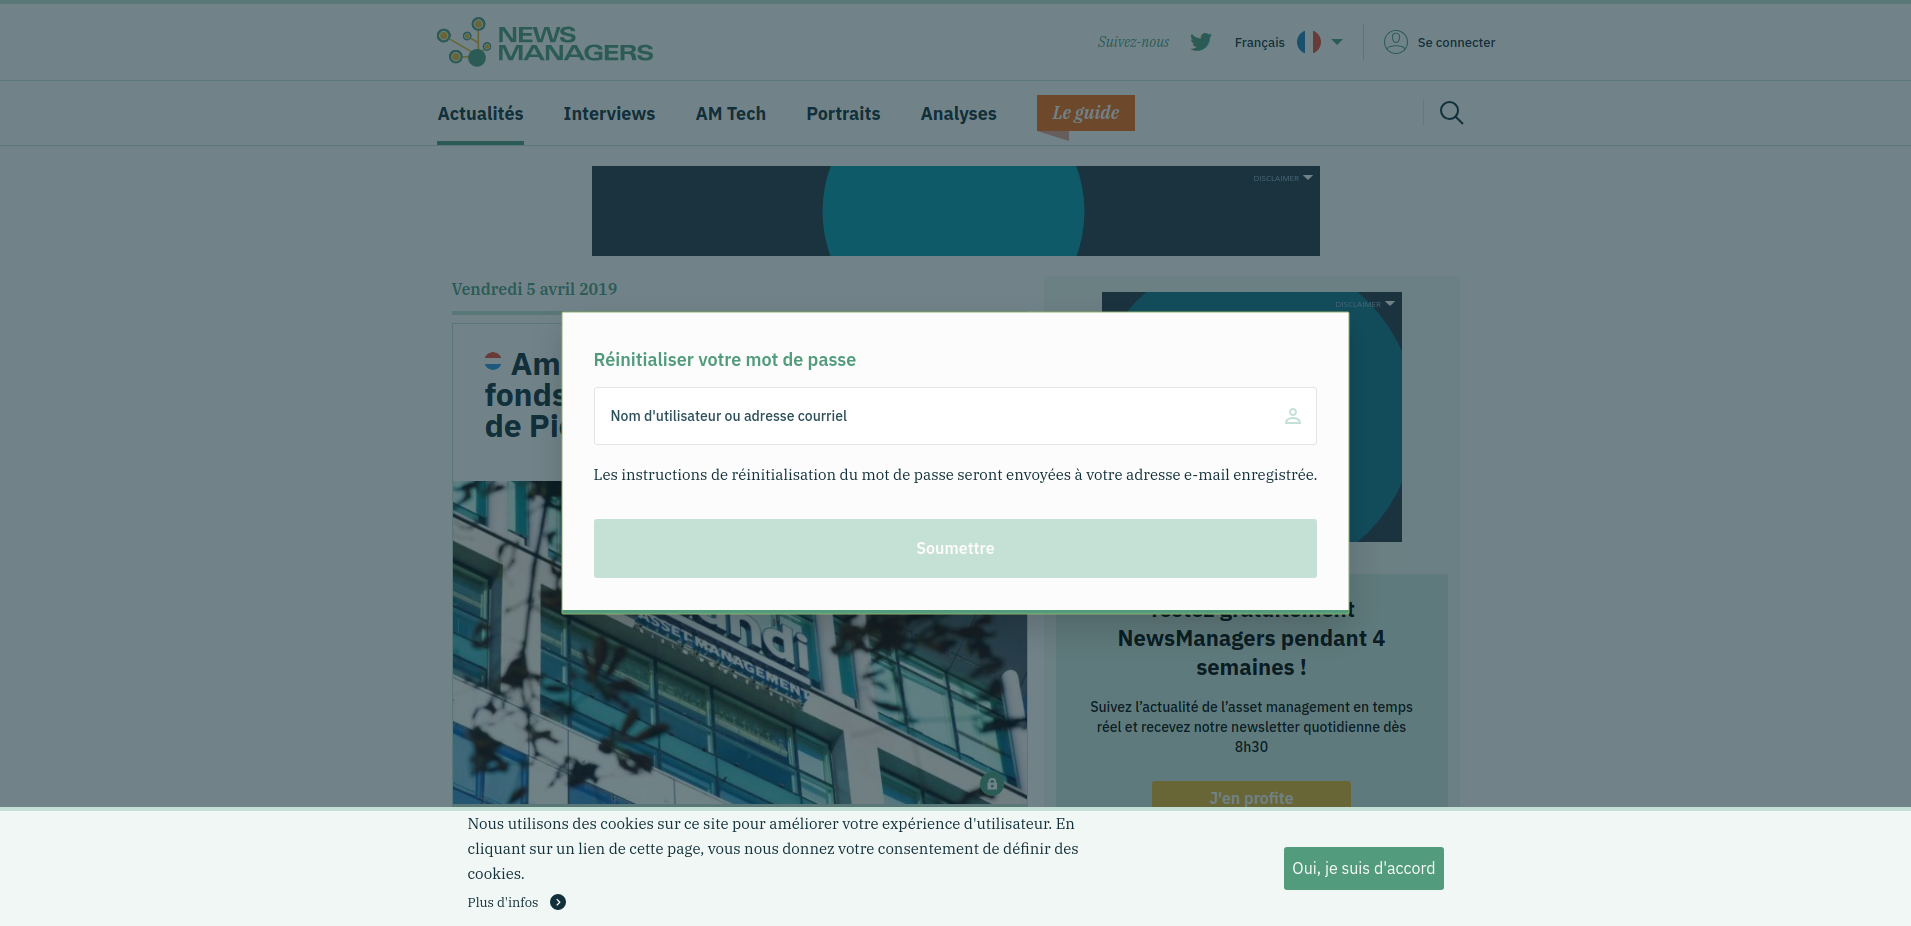 NEWS
MANAGERS
Suivez-nous
Français
Se connecter
Actualités
Interviews
AM Tech
Portraits
Analyses
Le guide
DISCLAIMER
Vendredi 5 avril 2019
DISCLAIMER
Am
fonds
de Pi
Réinitialiser votre mot de passe
Nom d'utilisateur ou adresse courriel
Les instructions de réinitialisation du mot de passe seront envoyées à votre adresse e-mail enregistrée.
Soumettre
ASSET MANAGEMENT
Testez gratuitement
NewsManagers pendant 4
semaines !
Suivez l'actualité de l'asset management en temps
réel et recevez notre newsletter quotidienne dès
8h30
J'en profite
Nous utilisons des cookies sur ce site pour améliorer votre expérience d'utilisateur. En
cliquant sur un lien de cette page, vous nous donnez votre consentement de définir des
cookies.
Oui, je suis d'accord
Plus d'infos